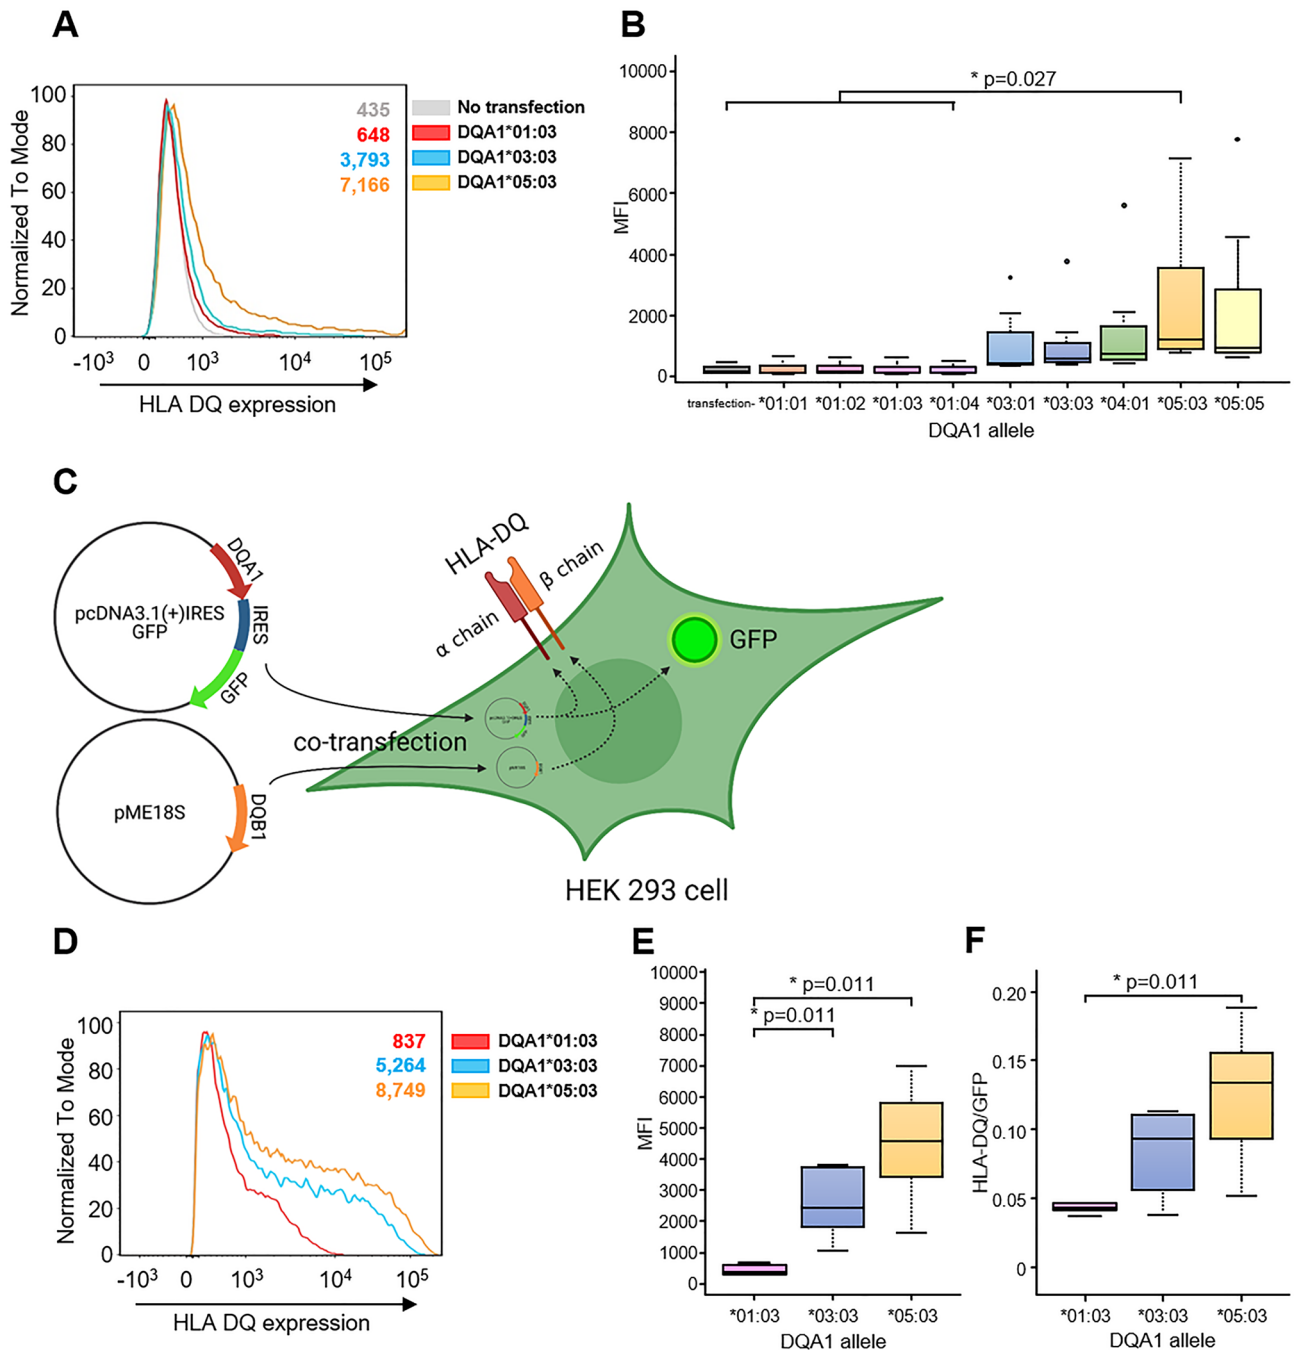 A
100
80
60
40
20
0
Normalized To Mode
435
648
3,793
7,166
No transfection
DQA1*01:03
DQA1*03:03
DQA1*05:03
-10³ 0 10³ 10⁴ 10⁵
HLA DQ expression
B
10000
8000
6000
4000
2000
0
MFI
* p=0.027
transfection- *01:01 *01:02 *01:03 *01:04 *03:01 *03:03 *04:01 *05:03 *05:05
DQA1 allele
C
pcDNA3.1(+)IRES
GFP
DQA1
IRES
GFP
pME18S
DQB1
co-transfection
HLA-DQ
α chain
β chain
GFP
HEK 293 cell
D
100
80
60
40
20
0
Normalized To Mode
837
5,264
8,749
DQA1*01:03
DQA1*03:03
DQA1*05:03
-10³ 0 10³ 10⁴ 10⁵
HLA DQ expression
E
10000
9000
8000
7000
6000
5000
4000
3000
2000
1000
0
MFI
* p=0.011
* p=0.011
*01:03 *03:03 *05:03
DQA1 allele
F
0.20
0.15
0.10
0.05
0
HLA-DQ/GFP
* p=0.011
*01:03 *03:03 *05:03
DQA1 allele